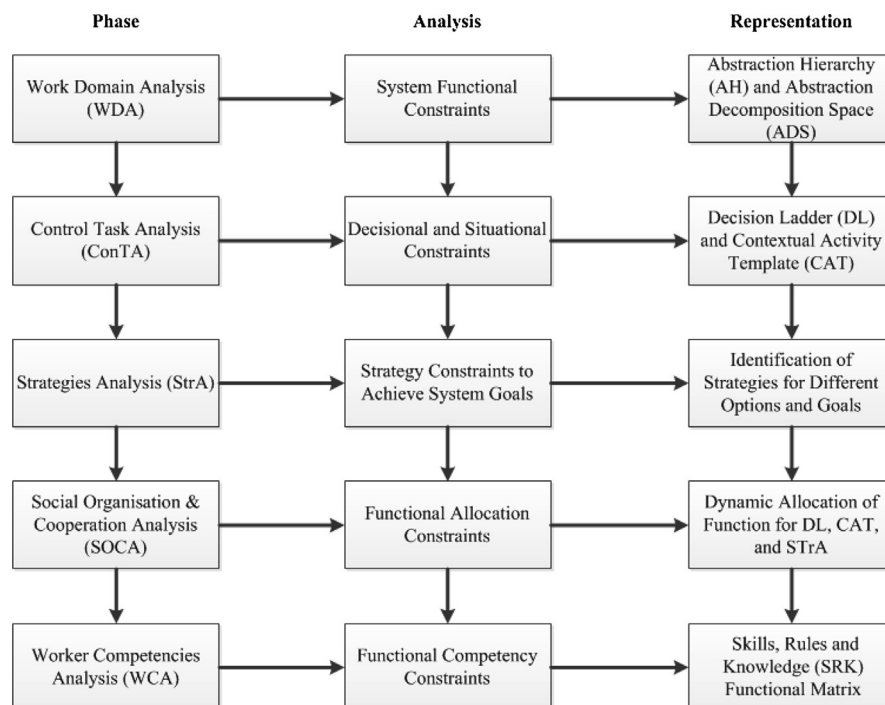 Phase
Analysis
Representation
Work Domain Analysis
(WDA)
System Functional
Constraints
Abstraction Hierarchy
(AH) and Abstraction
Decomposition Space
(ADS)
Control Task Analysis
(ConTA)
Decisional and Situational
Constraints
Decision Ladder (DL)
and Contextual Activity
Template (CAT)
Strategies Analysis (StrA)
Strategy Constraints to
Achieve System Goals
Identification of
Strategies for Different
Options and Goals
Social Organisation &
Cooperation Analysis
(SOCA)
Functional Allocation
Constraints
Dynamic Allocation of
Function for DL, CAT,
and STrA
Worker Competencies
Analysis (WCA)
Functional Competency
Constraints
Skills, Rules and
Knowledge (SRK)
Functional Matrix